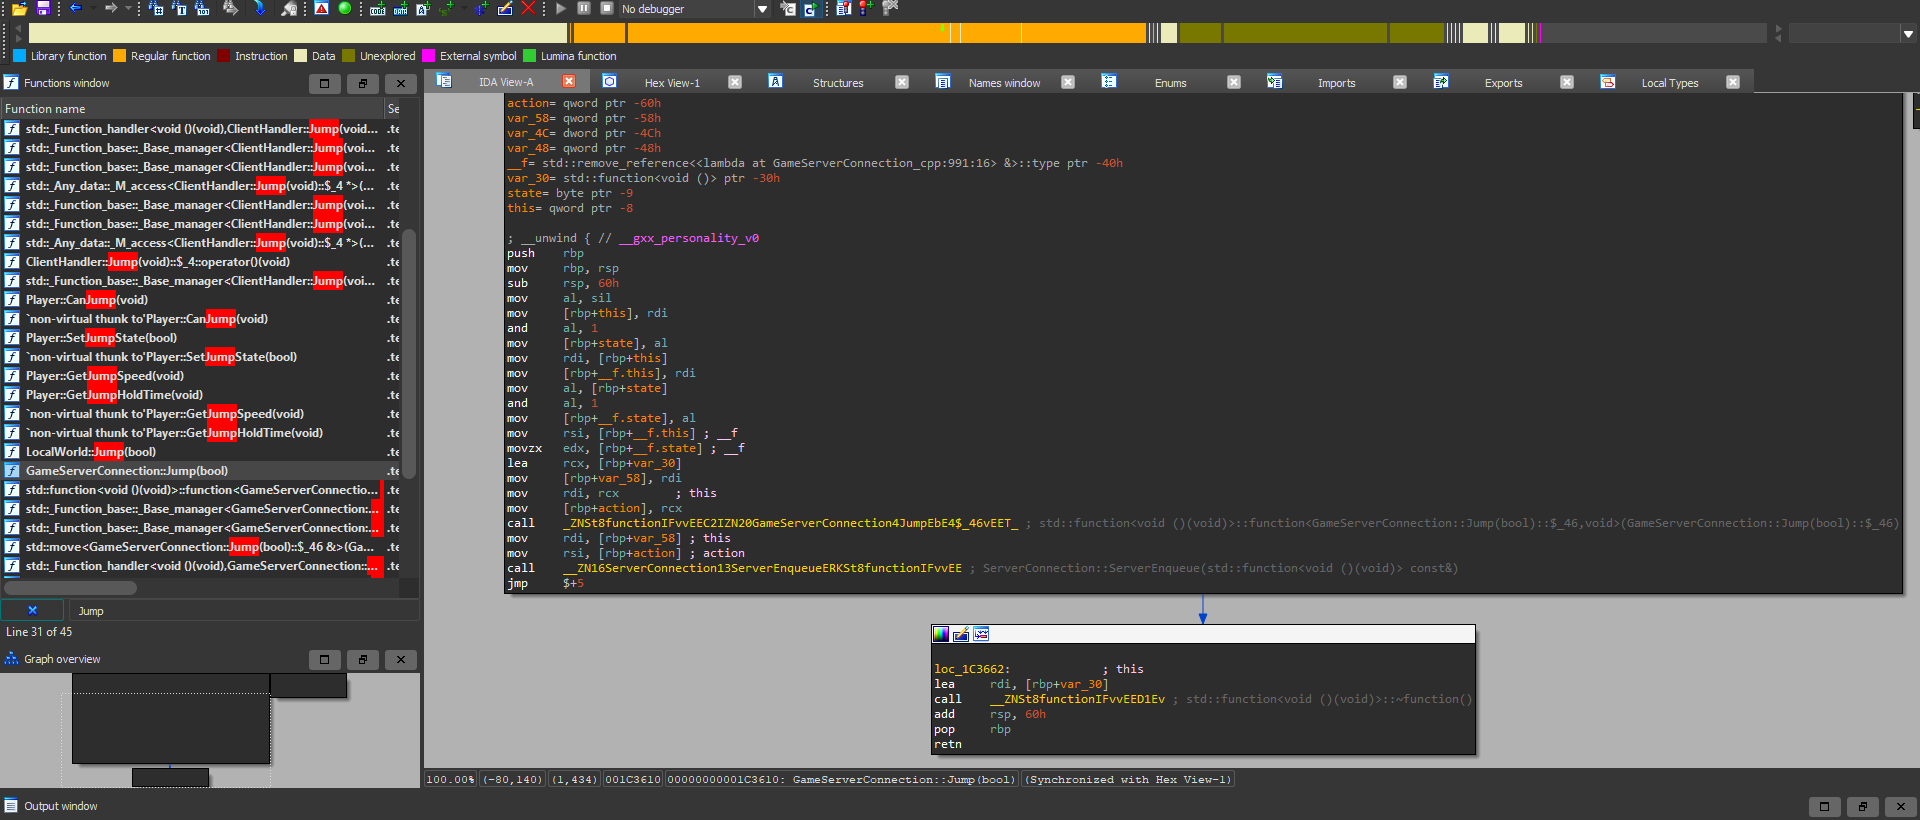 No debugger
Library function Regular function Instruction Data Unexplored External symbol Lumina function
Functions window
IDA View-A Hex View-1 Structures Names window Enums Imports Exports Local Types
Function name Se
std::_Function_handler<void ()(void),ClientHandler::Jump(void... .te
std::_Function_base::_Base_manager<ClientHandler::Jump(voi... .te
std::_Function_base::_Base_manager<ClientHandler::Jump(voi... .te
std::_Any_data::_M_access<ClientHandler::Jump(void)::$_4 *>(... .te
std::_Function_base::_Base_manager<ClientHandler::Jump(voi... .te
std::_Function_base::_Base_manager<ClientHandler::Jump(voi... .te
std::_Any_data::_M_access<ClientHandler::Jump(void)::$_4 *>(... .te
ClientHandler::Jump(void)::$_4::operator()(void) .te
std::_Function_base::_Base_manager<ClientHandler::Jump(voi... .te
Player::CanJump(void) .te
`non-virtual thunk to'Player::CanJump(void) .te
Player::SetJumpState(bool) .te
`non-virtual thunk to'Player::SetJumpState(bool) .te
Player::GetJumpSpeed(void) .te
Player::GetJumpHoldTime(void) .te
`non-virtual thunk to'Player::GetJumpSpeed(void) .te
`non-virtual thunk to'Player::GetJumpHoldTime(void) .te
LocalWorld::Jump(bool) .te
GameServerConnection::Jump(bool) .te
std::function<void ()(void)>::function<GameServerConnectio... .te
std::_Function_base::_Base_manager<GameServerConnection:... .te
std::_Function_base::_Base_manager<GameServerConnection:... .te
std::move<GameServerConnection::Jump(bool)::$_46 &>(Ga... .te
std::_Function_handler<void ()(void),GameServerConnection::... .te
Jump
Line 31 of 45
Graph overview
action= qword ptr -60h
var_58= qword ptr -58h
var_4C= dword ptr -4Ch
var_48= qword ptr -48h
__f= std::remove_reference<<lambda at GameServerConnection_cpp:991:16> &>::type ptr -40h
var_30= std::function<void ()> ptr -30h
state= byte ptr -9
this= qword ptr -8
; __unwind { // __gxx_personality_v0
push rbp
mov rbp, rsp
sub rsp, 60h
mov al, sil
mov [rbp+this], rdi
and al, 1
mov [rbp+state], al
mov rdi, [rbp+this]
mov [rbp+__f.this], rdi
mov al, [rbp+state]
and al, 1
mov [rbp+__f.state], al
mov rsi, [rbp+__f.this] ; __f
movzx edx, [rbp+__f.state] ; __f
lea rcx, [rbp+var_30]
mov [rbp+var_58], rdi
mov rdi, rcx ; this
mov [rbp+action], rcx
call _ZNSt8functionIFvvEEC2IZN20GameServerConnection4JumpEbE4$_46vEET_ ; std::function<void ()(void)>::function<GameServerConnection::Jump(bool)::$_46,void>(GameServerConnection::Jump(bool)::$_46)
mov rdi, [rbp+var_58] ; this
mov rsi, [rbp+action] ; action
call __ZN16ServerConnection13ServerEnqueueERKSt8functionIFvvEE ; ServerConnection::ServerEnqueue(std::function<void ()(void)> const&)
jmp $+5
loc_1C3662: ; this
lea rdi, [rbp+var_30]
call __ZNSt8functionIFvvEED1Ev ; std::function<void ()(void)>::~function()
add rsp, 60h
pop rbp
retn
100.00% (-80,140) (1,434) 001C3610 00000000001C3610: GameServerConnection::Jump(bool) (Synchronized with Hex View-1)
Output window